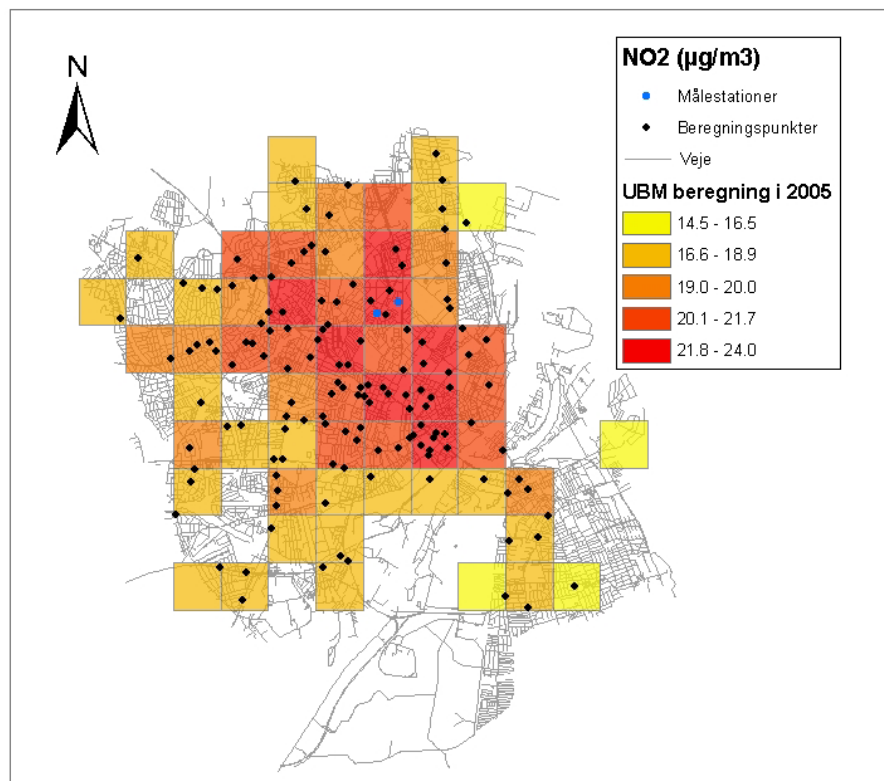 N
NO2 (µg/m3)
Målestationer
Beregningspunkter
Veje
UBM beregning i 2005
14.5 - 16.5
16.6 - 18.9
19.0 - 20.0
20.1 - 21.7
21.8 - 24.0